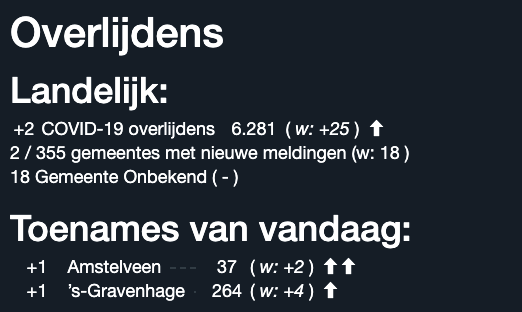 Overlijdens
Landelijk:
+2 COVID-19 overlijdens 6.281 ( w: +25 ) ⬆
2 / 355 gemeentes met nieuwe meldingen (w: 18 )
18 Gemeente Onbekend ( - )
Toenames van vandaag:
+1 Amstelveen --- 37 ( w: +2 ) ⬆⬆
+1 's-Gravenhage - 264 ( w: +4 ) ⬆